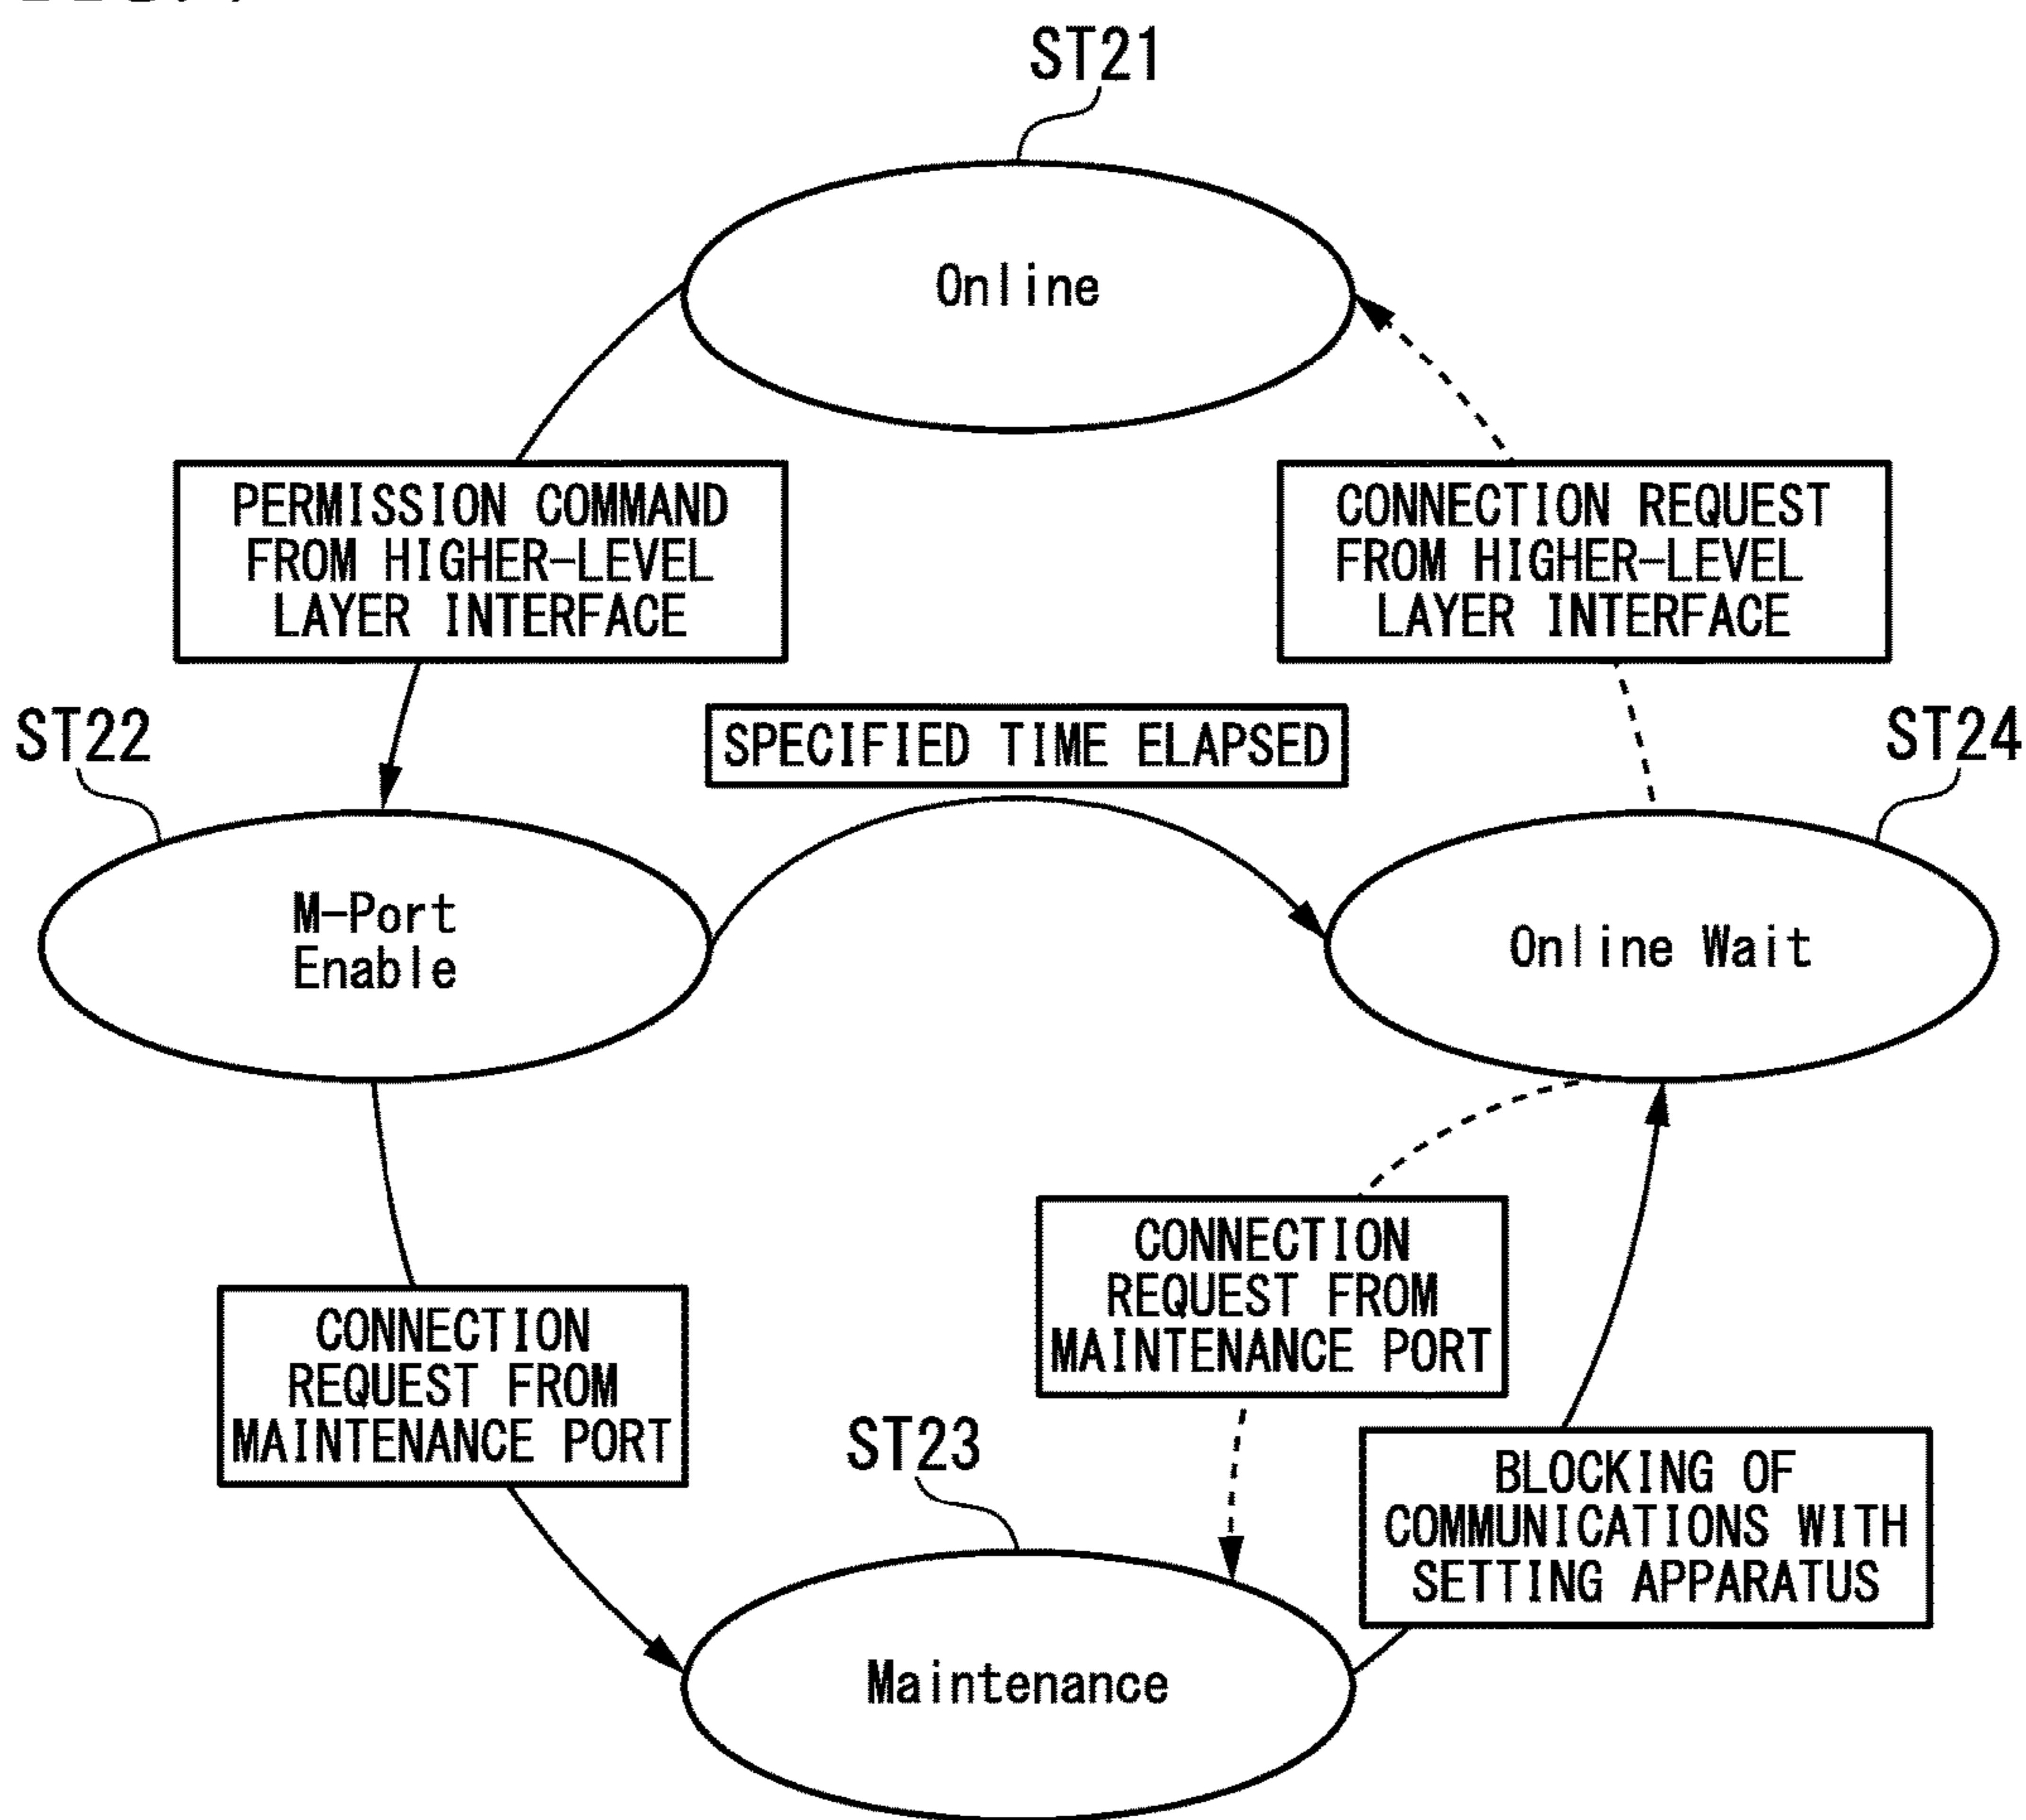 ST21
Online
PERMISSION COMMAND
FROM HIGHER-LEVEL
LAYER INTERFACE
CONNECTION REQUEST
FROM HIGHER-LEVEL
LAYER INTERFACE
ST22
SPECIFIED TIME ELAPSED
ST24
M-Port
Enable
Online Wait
CONNECTION
REQUEST FROM
MAINTENANCE PORT
CONNECTION
REQUEST FROM
MAINTENANCE PORT
ST23
BLOCKING OF
COMMUNICATIONS WITH
SETTING APPARATUS
Maintenance